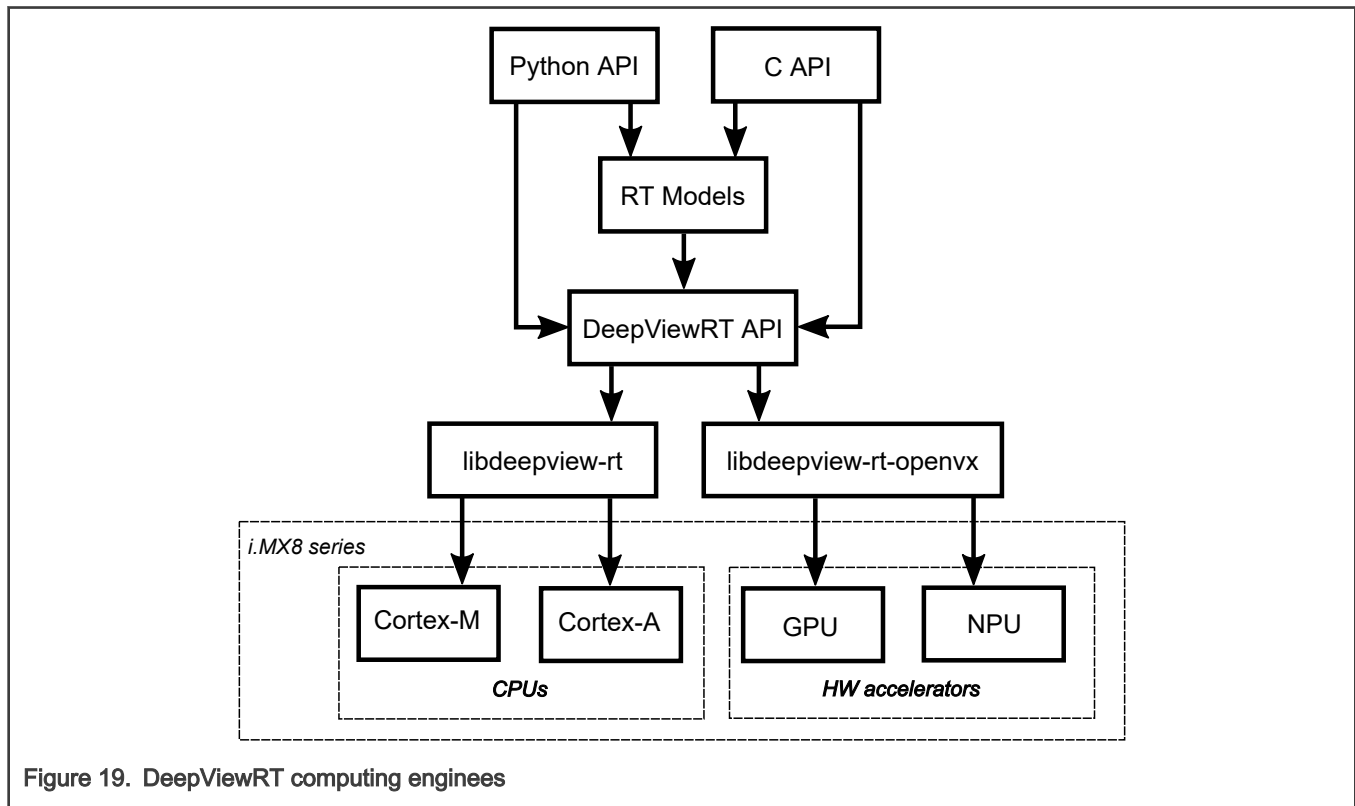 Python API
C API
RT Models
DeepViewRT API
libdeepview-rt
libdeepview-rt-openvx
i.MX8 series
Cortex-M
Cortex-A
GPU
NPU
CPUs
HW accelerators
Figure 19. DeepViewRT computing enginees